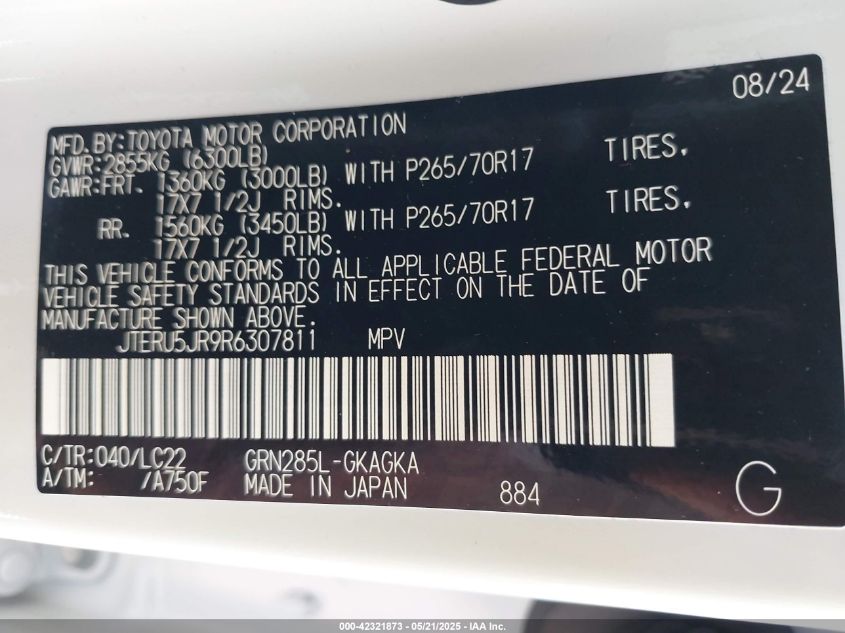 08/24
MFD. BY: TOYOTA MOTOR CORPORATION
GVWR: 2855KG (6300LB)
GAWR: FRT. 1360KG (3000LB) WITH P265/70R17 TIRES.
17X7 1/2J RIMS.
RR. 1560KG (3450LB) WITH P265/70R17 TIRES.
17X7 1/2J RIMS.
THIS VEHICLE CONFORMS TO ALL APPLICABLE FEDERAL MOTOR
VEHICLE SAFETY STANDARDS IN EFFECT ON THE DATE OF
MANUFACTURE SHOWN ABOVE.
JTERU5JR9R6307811 MPV
C/TR: 040/LC22 GRN285L-GKAGKA
A/TM: /A750F MADE IN JAPAN 884 G
000-42321873 - 05/21/2025 - IAA Inc.